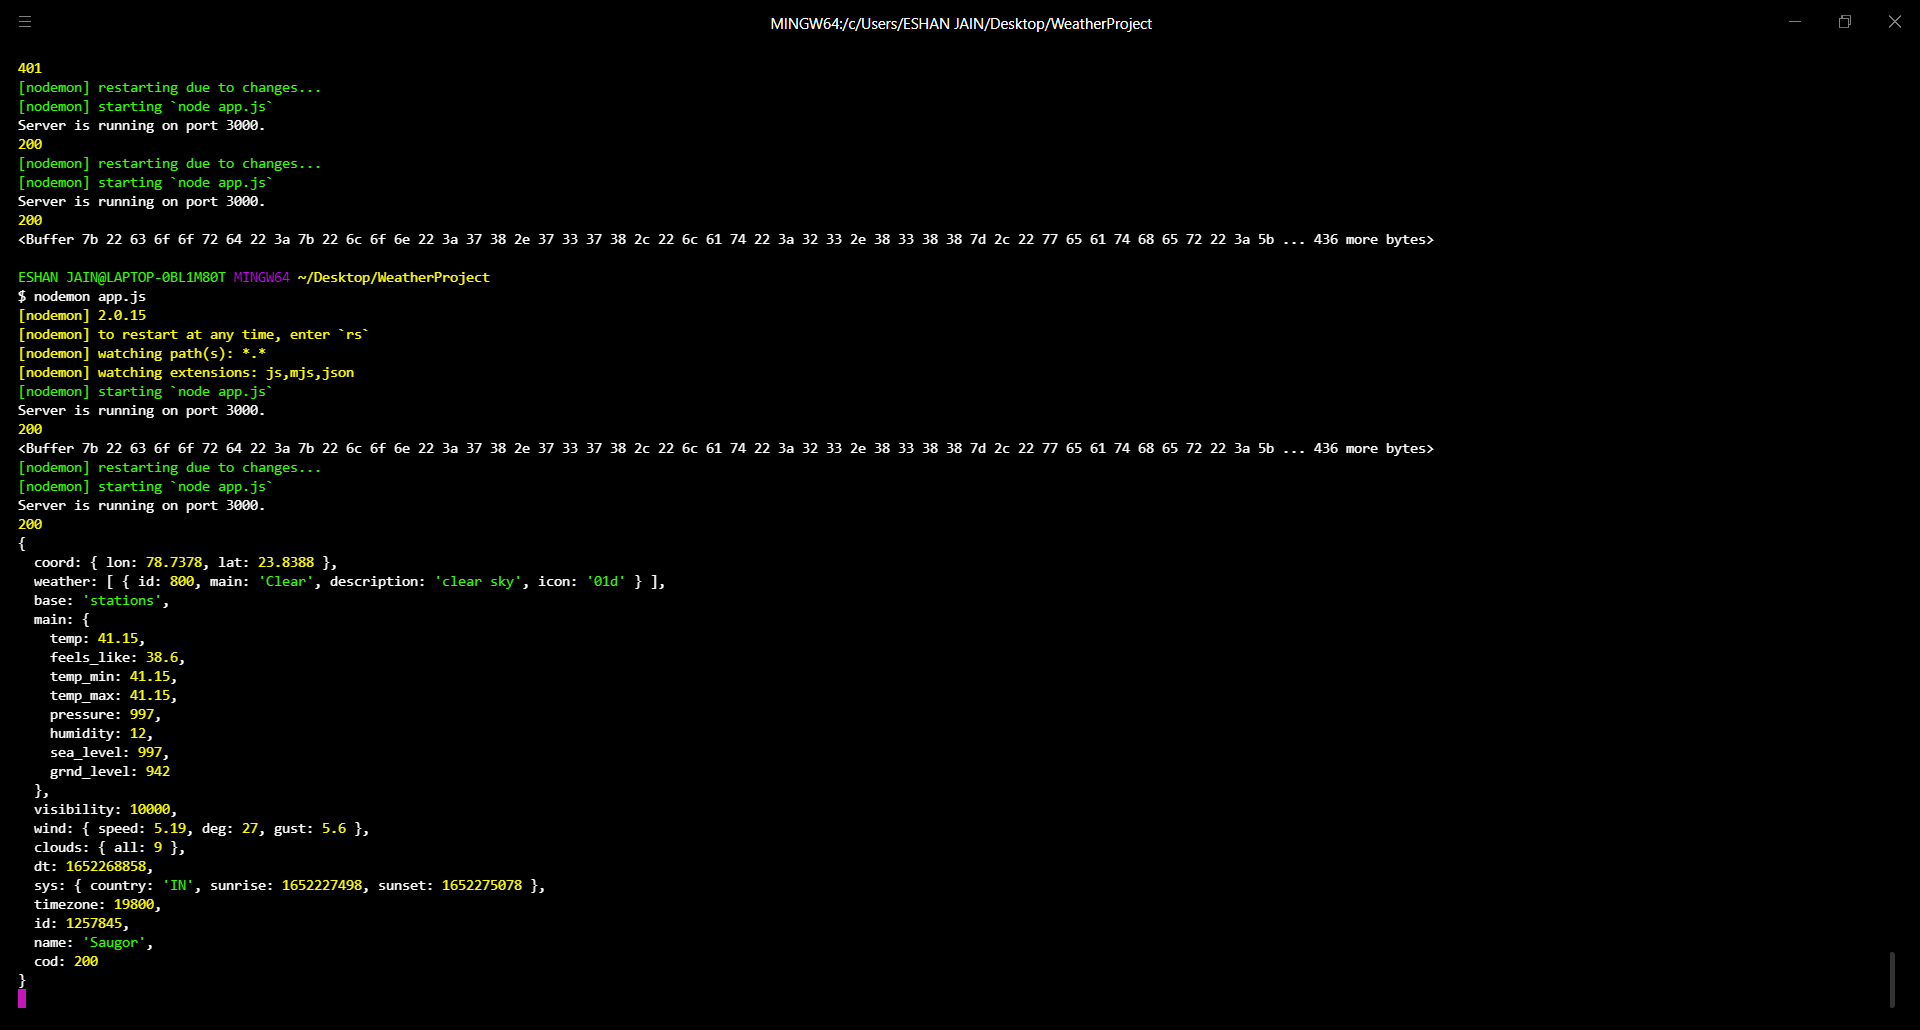 MINGW64:/c/Users/ESHAN JAIN/Desktop/WeatherProject
401
[nodemon] restarting due to changes...
[nodemon] starting `node app.js`
Server is running on port 3000.
200
[nodemon] restarting due to changes...
[nodemon] starting `node app.js`
Server is running on port 3000.
200
<Buffer 7b 22 63 6f 6f 72 64 22 3a 7b 22 6c 6f 6e 22 3a 37 38 2e 37 33 37 38 2c 22 6c 61 74 22 3a 32 33 2e 38 33 38 38 7d 2c 22 77 65 61 74 68 65 72 22 3a 5b ... 436 more bytes>
ESHAN JAIN@LAPTOP-0BL1M80T MINGW64 ~/Desktop/WeatherProject
$ nodemon app.js
[nodemon] 2.0.15
[nodemon] to restart at any time, enter `rs`
[nodemon] watching path(s): *.*
[nodemon] watching extensions: js,mjs,json
[nodemon] starting `node app.js`
Server is running on port 3000.
200
<Buffer 7b 22 63 6f 6f 72 64 22 3a 7b 22 6c 6f 6e 22 3a 37 38 2e 37 33 37 38 2c 22 6c 61 74 22 3a 32 33 2e 38 33 38 38 7d 2c 22 77 65 61 74 68 65 72 22 3a 5b ... 436 more bytes>
[nodemon] restarting due to changes...
[nodemon] starting `node app.js`
Server is running on port 3000.
200
{
  coord: { lon: 78.7378, lat: 23.8388 },
  weather: [ { id: 800, main: 'Clear', description: 'clear sky', icon: '01d' } ],
  base: 'stations',
  main: {
    temp: 41.15,
    feels_like: 38.6,
    temp_min: 41.15,
    temp_max: 41.15,
    pressure: 997,
    humidity: 12,
    sea_level: 997,
    grnd_level: 942
  },
  visibility: 10000,
  wind: { speed: 5.19, deg: 27, gust: 5.6 },
  clouds: { all: 9 },
  dt: 1652268858,
  sys: { country: 'IN', sunrise: 1652227498, sunset: 1652275078 },
  timezone: 19800,
  id: 1257845,
  name: 'Saugor',
  cod: 200
}